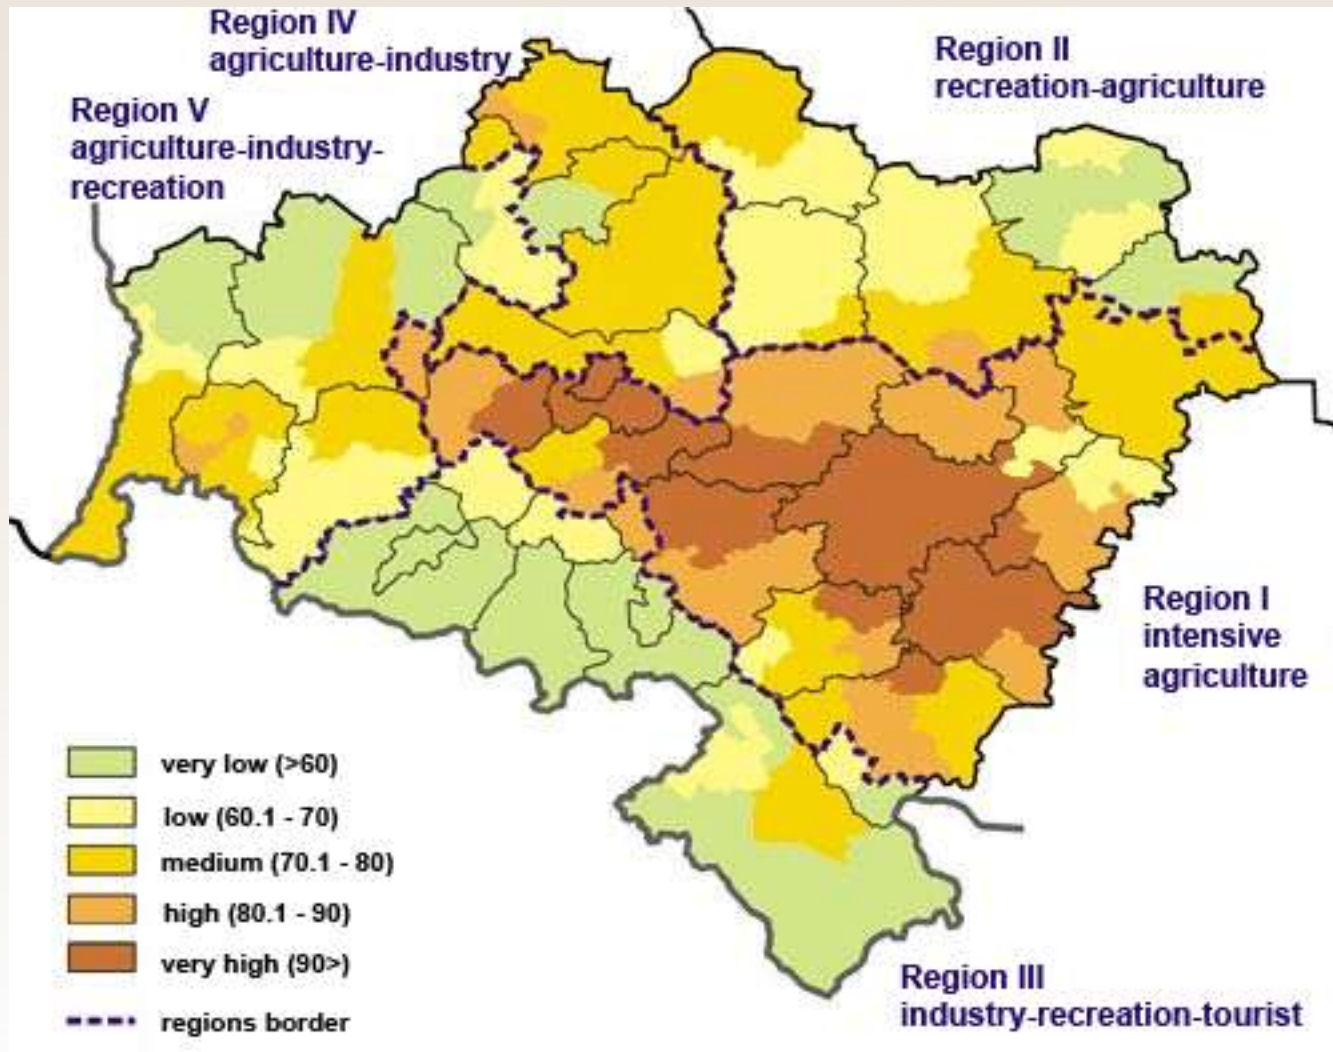 Region IV
agriculture-industry
Region II
recreation-agriculture
Region V
agriculture-industry-
recreation
Region I
intensive
agriculture
very low (>60)
low (60.1 - 70)
medium (70.1 - 80)
high (80.1 - 90)
very high (90>)
regions border
Region III
industry-recreation-tourist